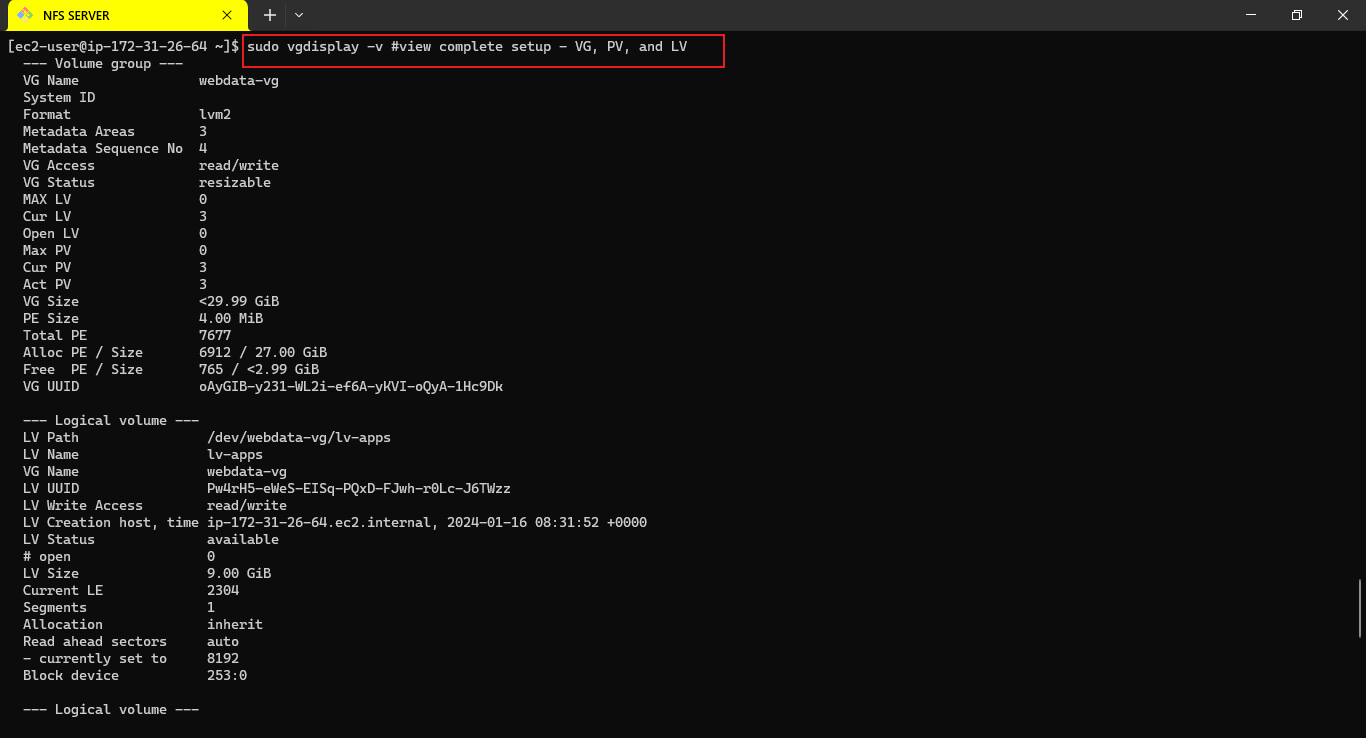 NFS SERVER
[ec2-user@ip-172-31-26-64 ~]$ sudo vgdisplay -v #view complete setup - VG, PV, and LV
--- Volume group ---
VG Name webdata-vg
System ID
Format lvm2
Metadata Areas 3
Metadata Sequence No 4
VG Access read/write
VG Status resizable
MAX LV 0
Cur LV 3
Open LV 0
Max PV 0
Cur PV 3
Act PV 3
VG Size <29.99 GiB
PE Size 4.00 MiB
Total PE 7677
Alloc PE / Size 6912 / 27.00 GiB
Free  PE / Size 765 / <2.99 GiB
VG UUID oAyGIB-y231-WL2i-ef6A-yKVI-oQyA-1Hc9Dk
--- Logical volume ---
LV Path /dev/webdata-vg/lv-apps
LV Name lv-apps
VG Name webdata-vg
LV UUID Pw4rH5-eWeS-EISq-PQxD-FJwh-r0Lc-J6TWzz
LV Write Access read/write
LV Creation host, time ip-172-31-26-64.ec2.internal, 2024-01-16 08:31:52 +0000
LV Status available
# open 0
LV Size 9.00 GiB
Current LE 2304
Segments 1
Allocation inherit
Read ahead sectors auto
- currently set to 8192
Block device 253:0
--- Logical volume ---